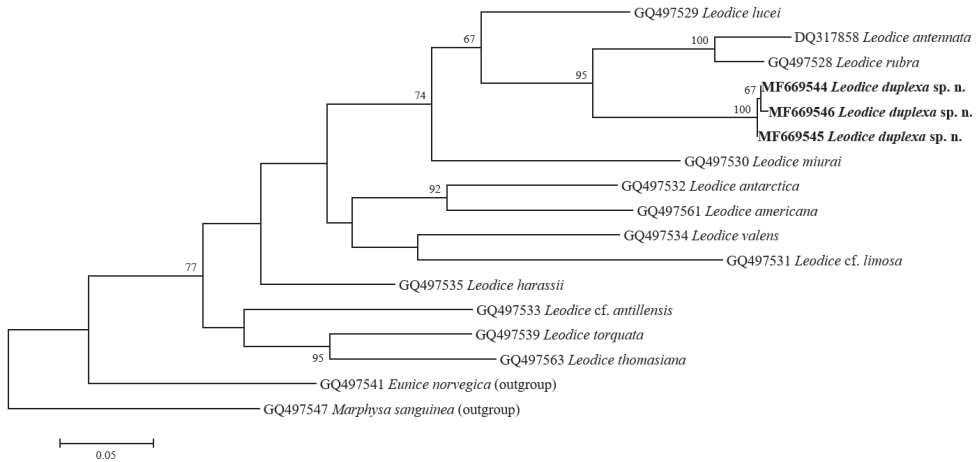 GQ497529 Leodice lucei
67
DQ317858 Leodice antennata
100
GQ497528 Leodice rubra
95
67
MF669544 Leodice duplexa sp. n.
74
100
MF669546 Leodice duplexa sp. n.
MF669545 Leodice duplexa sp. n.
GQ497530 Leodice miurai
92
GQ497532 Leodice antarctica
GQ497561 Leodice americana
GQ497534 Leodice valens
GQ497531 Leodice cf. limosa
77
GQ497535 Leodice harassii
GQ497533 Leodice cf. antillensis
GQ497539 Leodice torquata
95
GQ497563 Leodice thomasiana
GQ497541 Eunice norvegica (outgroup)
GQ497547 Marphysa sanguinea (outgroup)
0.05